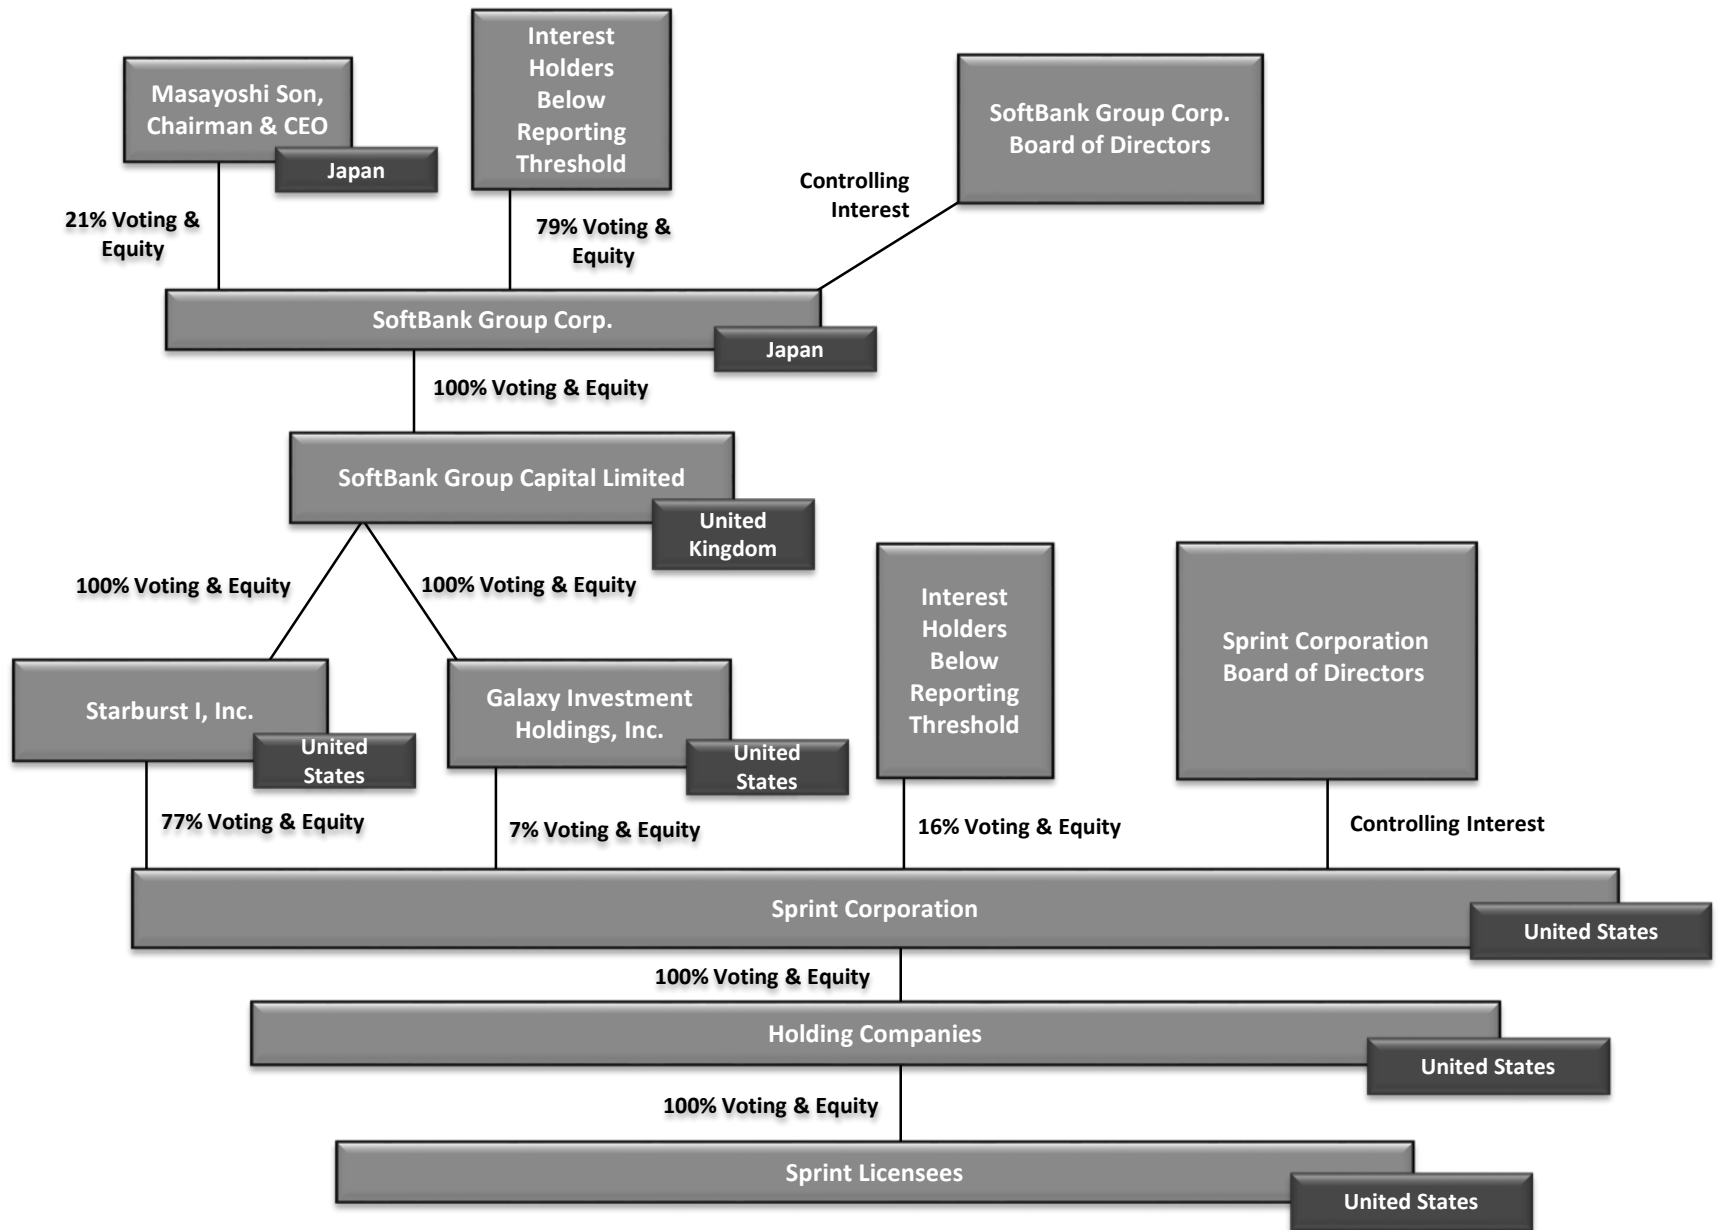 Masayoshi Son,
Chairman & CEO
Japan
Interest
Holders
Below
Reporting
Threshold
SoftBank Group Corp.
Board of Directors
21% Voting &
Equity
79% Voting &
Equity
Controlling
Interest
SoftBank Group Corp.
Japan
100% Voting & Equity
SoftBank Group Capital Limited
United
Kingdom
100% Voting & Equity
100% Voting & Equity
Starburst I, Inc.
United
States
Galaxy Investment
Holdings, Inc.
United
States
Interest
Holders
Below
Reporting
Threshold
Sprint Corporation
Board of Directors
77% Voting & Equity
7% Voting & Equity
16% Voting & Equity
Controlling Interest
Sprint Corporation
United States
100% Voting & Equity
Holding Companies
United States
100% Voting & Equity
Sprint Licensees
United States